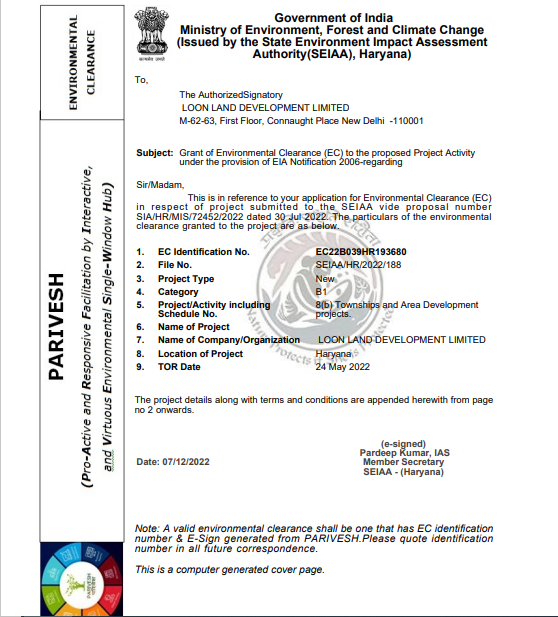 Government of India
Ministry of Environment, Forest and Climate Change
(Issued by the State Environment Impact Assessment
Authority(SEIAA), Haryana)
To,
The AuthorizedSignatory
LOON LAND DEVELOPMENT LIMITED
M-62-63, First Floor, Connaught Place New Delhi -110001
Subject: Grant of Environmental Clearance (EC) to the proposed Project Activity
under the provision of EIA Notification 2006-regarding
Sir/Madam,
This is in reference to your application for Environmental Clearance (EC)
in respect of project submitted to the SEIAA vide proposal number
SIA/HR/MIS/72452/2022 dated 30 Jul 2022. The particulars of the environmental
clearance granted to the project are as below.
1. EC Identification No. EC22B039HR193680
2. File No. SEIAA/HR/2022/188
3. Project Type New
4. Category B1
5. Project/Activity including 8(b) Townships and Area Development
Schedule No. projects.
6. Name of Project
7. Name of Company/Organization LOON LAND DEVELOPMENT LIMITED
8. Location of Project Haryana
9. TOR Date 24 May 2022
The project details along with terms and conditions are appended herewith from page
no 2 onwards.
(e-signed)
Pardeep Kumar, IAS
Date: 07/12/2022 Member Secretary
SEIAA - (Haryana)
Note: A valid environmental clearance shall be one that has EC identification
number & E-Sign generated from PARIVESH.Please quote identification
number in all future correspondence.
This is a computer generated cover page.
ENVIRONMENTAL
CLEARANCE
PARIVESH
(Pro-Active and Responsive Facilitation by Interactive,
and Virtuous Environmental Single-Window Hub)
PARIVESH